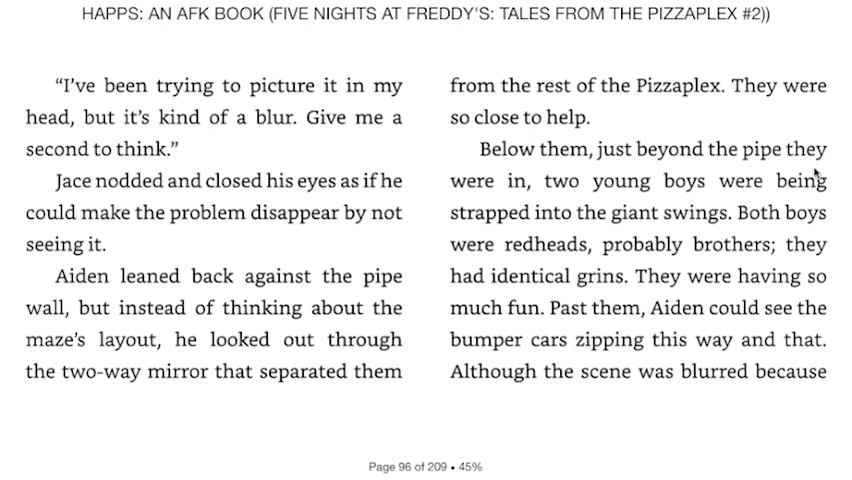 HAPPS: AN AFK BOOK (FIVE NIGHTS AT FREDDY'S: TALES FROM THE PIZZAPLEX #2))
“I’ve been trying to picture it in my
head, but it’s kind of a blur. Give me a
second to think.”
Jace nodded and closed his eyes as if he
could make the problem disappear by not
seeing it.
Aiden leaned back against the pipe
wall, but instead of thinking about the
maze’s layout, he looked out through
the two-way mirror that separated them
from the rest of the Pizzaplex. They were
so close to help.
Below them, just beyond the pipe they
were in, two young boys were being
strapped into the giant swings. Both boys
were redheads, probably brothers; they
had identical grins. They were having so
much fun. Past them, Aiden could see the
bumper cars zipping this way and that.
Although the scene was blurred because
Page 96 of 209 • 45%